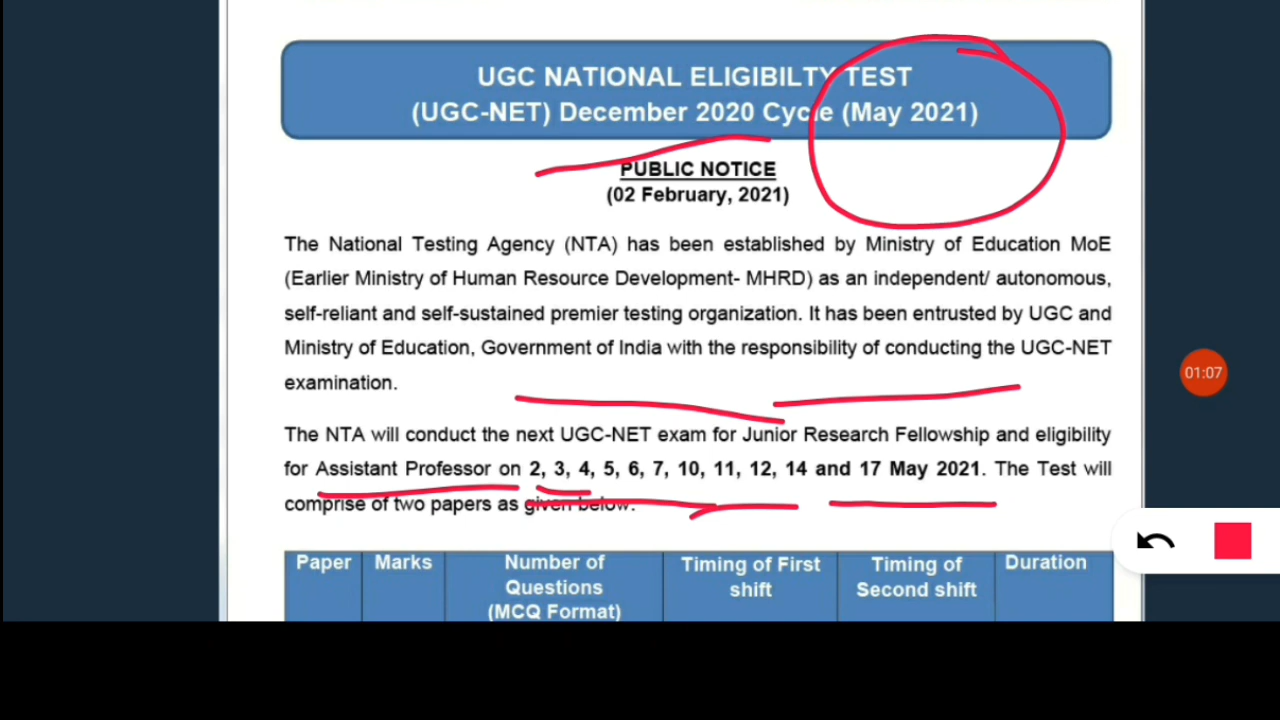 UGC NATIONAL ELIGIBILTY TEST
(UGC-NET) December 2020 Cycle (May 2021)
PUBLIC NOTICE
(02 February, 2021)
The National Testing Agency (NTA) has been established by Ministry of Education MoE
(Earlier Ministry of Human Resource Development- MHRD) as an independent/ autonomous,
self-reliant and self-sustained premier testing organization. It has been entrusted by UGC and
Ministry of Education, Government of India with the responsibility of conducting the UGC-NET
examination.
The NTA will conduct the next UGC-NET exam for Junior Research Fellowship and eligibility
for Assistant Professor on 2, 3, 4, 5, 6, 7, 10, 11, 12, 14 and 17 May 2021. The Test will
comprise of two papers as given below:
Paper Marks Number of Questions (MCQ Format) Timing of First shift Timing of Second shift Duration
01:07